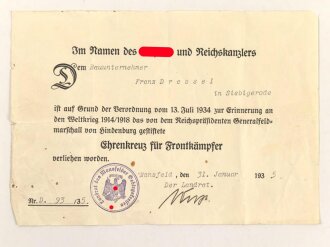 Im Namen des und Reichskanzlers
Dem Bauunternehmer
Franz Dressel
in Siebigerode
ist auf Grund der Verordnung vom 13. Juli 1934 zur Erinnerung an
den Weltkrieg 1914/1918 das von dem Reichspräsidenten Generalfeld-
marschall von Hindenburg gestiftete
Ehrenkreuz für Frontkämpfer
verliehen worden.
Mansfeld, den 31. Januar 1935
Der Landrat.
Nr. 93 /35